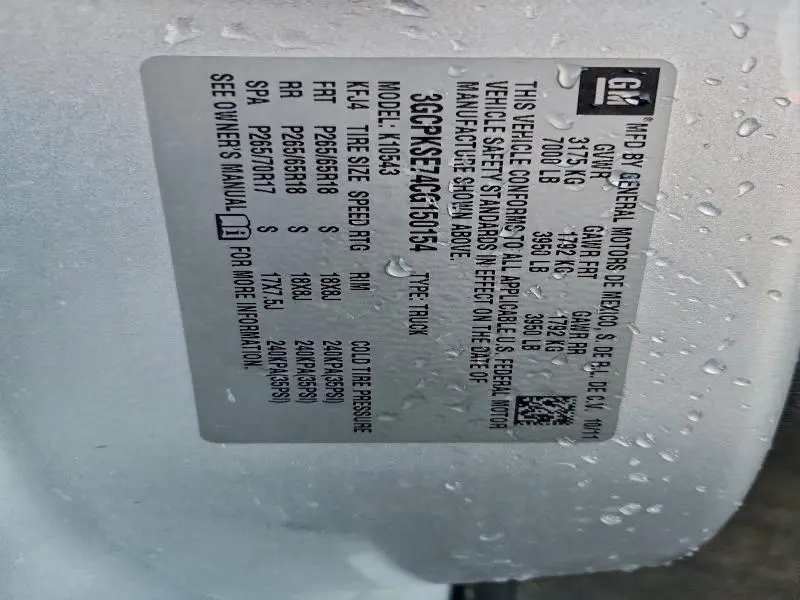 GM
®MFD BY GENERAL MOTORS DE MEXICO, S. DE R.L. DE C.V. 10/11
GVWR GAWR FRT GAWR RR
3175 KG 1792 KG 1792 KG
7000 LB 3950 LB 3950 LB
THIS VEHICLE CONFORMS TO ALL APPLICABLE U.S. FEDERAL MOTOR
VEHICLE SAFETY STANDARDS IN EFFECT ON THE DATE OF
MANUFACTURE SHOWN ABOVE.
3GCPKSE74CG150154 TYPE: TRUCK
MODEL: K10543
KEL4 TIRE SIZE SPEED RTG RIM COLD TIRE PRESSURE
FRT P265/65R18 S 18X8J 240KPA(35PSI)
RR P265/65R18 S 18X8J 240KPA(35PSI)
SPA P265/70R17 S 17X7.5J 240KPA(35PSI)
SEE OWNER'S MANUAL FOR MORE INFORMATION.